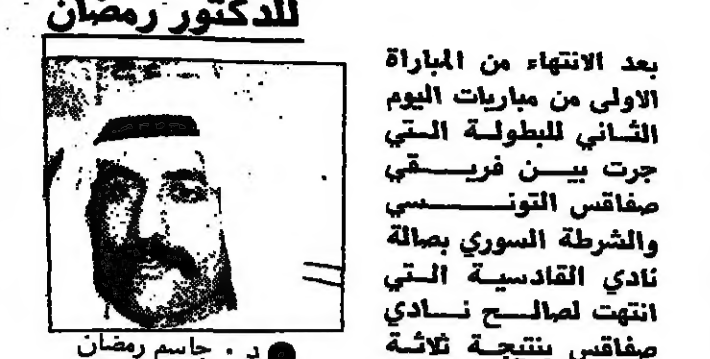 للدكتور رمضان
بعد الانتهاء من المباراة
الاولى من مباريات اليوم
الثاني للبطولة التي
جرت بين فريقي
صفاقس التونسي
والشرطة السوري بصالة
نادي القادسية التي
انتهت لصالح نادي
صفاقس بنتيجة ثلاثة
د. جاسم رمضان